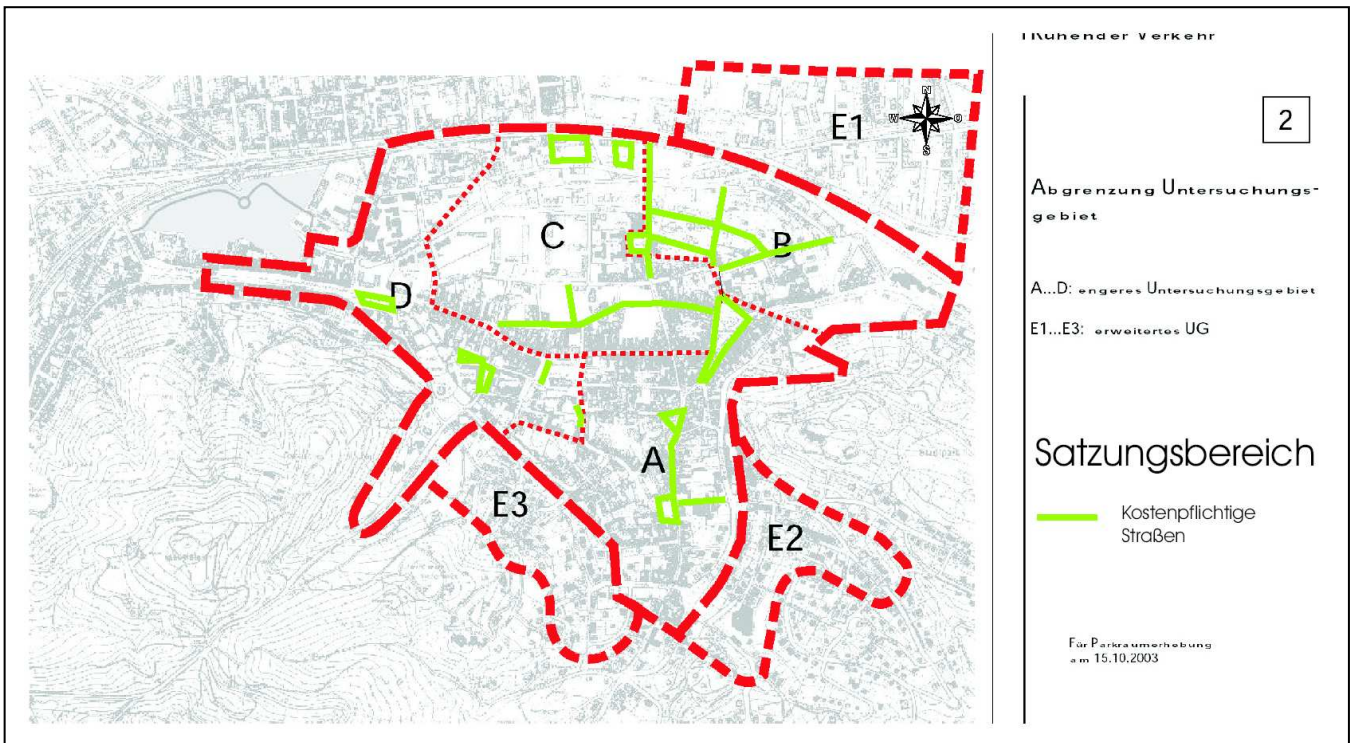 Ruhender Verkehr
2
Abgrenzung Untersuchungs-
gebiet
A...D: engeres Untersuchungsgebiet
E1...E3: erweitertes UG
Satzungsbereich
Kostenpflichtige
Straßen
Für Parkraumerhebung
am 15.10.2003
E1
N
W
O
S
C
B
D
A
E3
E2